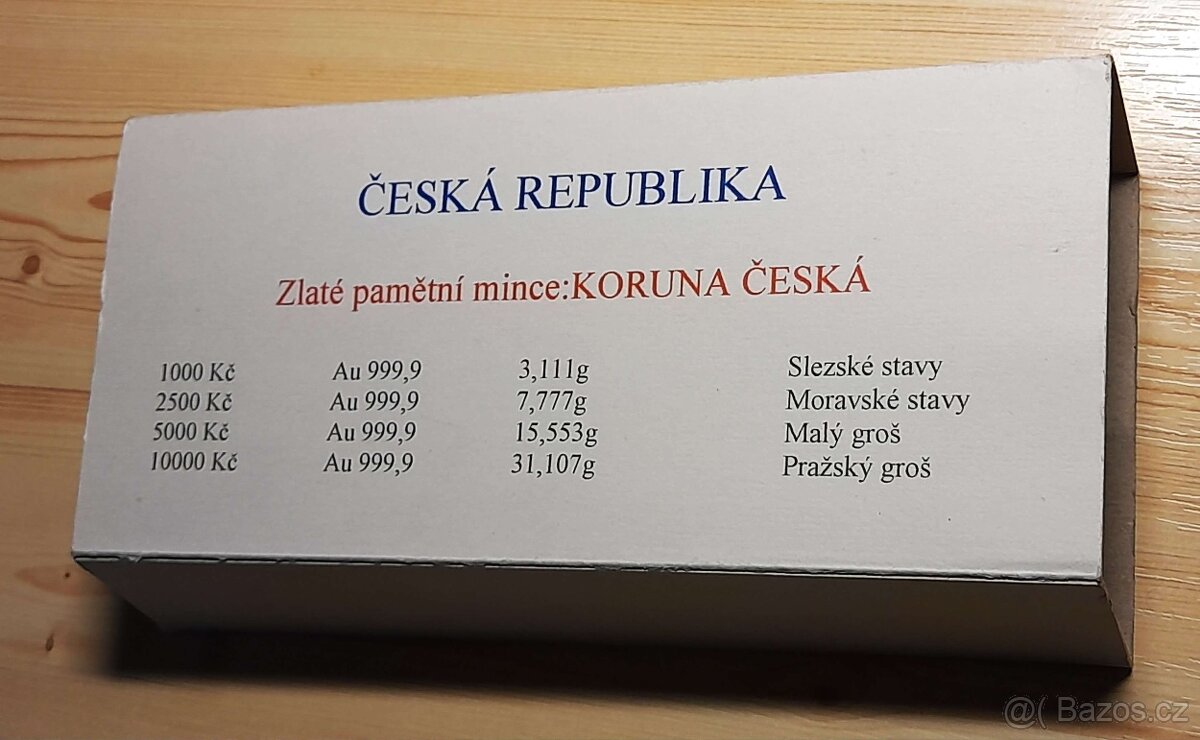 ČESKÁ REPUBLIKA
Zlaté pamětní mince:KORUNA ČESKÁ
1000 Kč Au 999,9 3,111g Slezské stavy
2500 Kč Au 999,9 7,777g Moravské stavy
5000 Kč Au 999,9 15,553g Malý groš
10000 Kč Au 999,9 31,107g Pražský groš
@( Bazos.cz